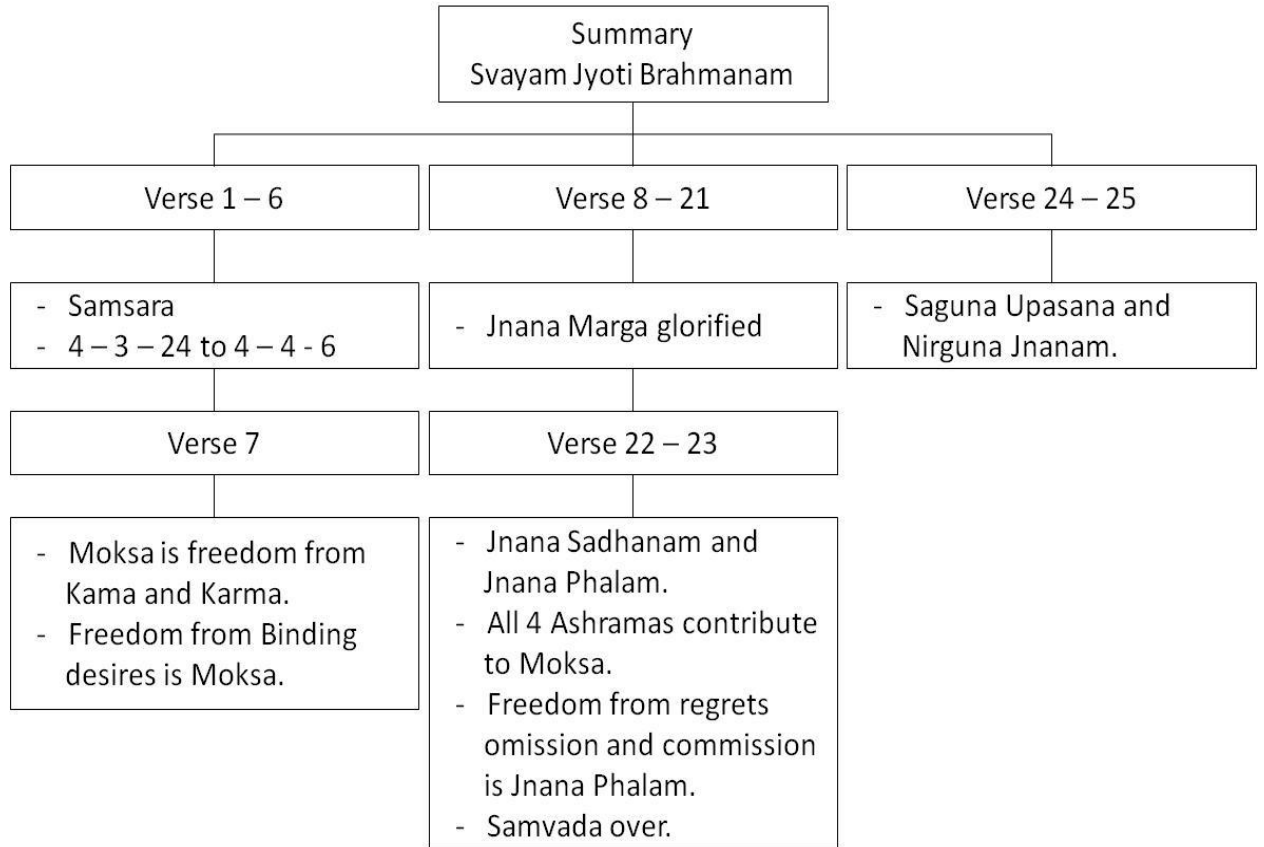 Summary
Svayam Jyoti Brahmanam
Verse 1 – 6
- Samsara
- 4 – 3 – 24 to 4 – 4 - 6
Verse 7
- Moksa is freedom from
Kama and Karma.
- Freedom from Binding
desires is Moksa.
Verse 8 – 21
- Jnana Marga glorified
Verse 22 – 23
- Jnana Sadhanam and
Jnana Phalam.
- All 4 Ashramas contribute
to Moksa.
- Freedom from regrets
omission and commission
is Jnana Phalam.
- Samvada over.
Verse 24 – 25
- Saguna Upasana and
Nirguna Jnanam.